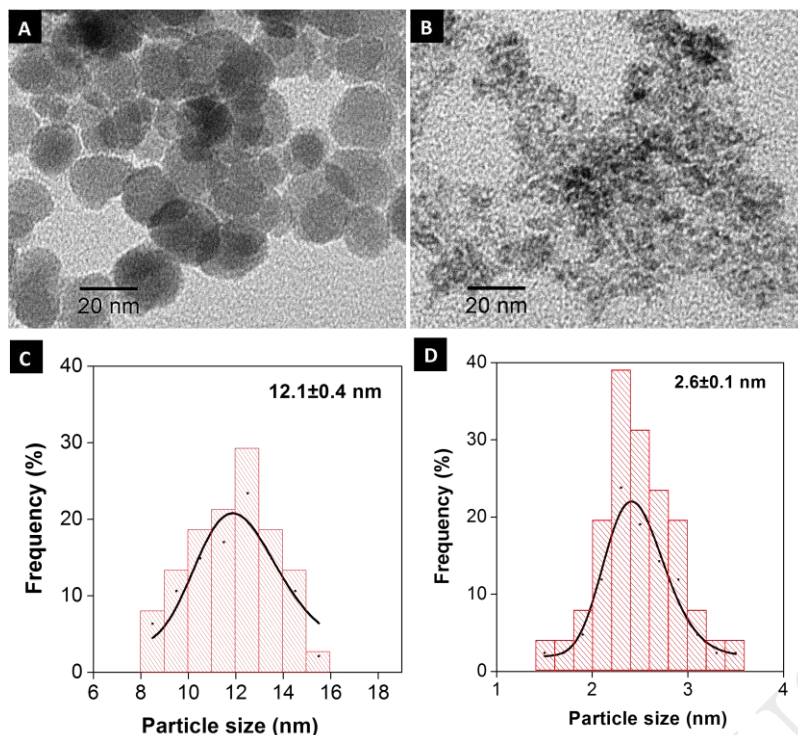 A
20 nm
B
20 nm
C
12.1±0.4 nm
Frequency (%)
40
30
20
10
0
6 8 10 12 14 16 18
Particle size (nm)
D
2.6±0.1 nm
Frequency (%)
40
30
20
10
0
1 2 3 4
Particle size (nm)